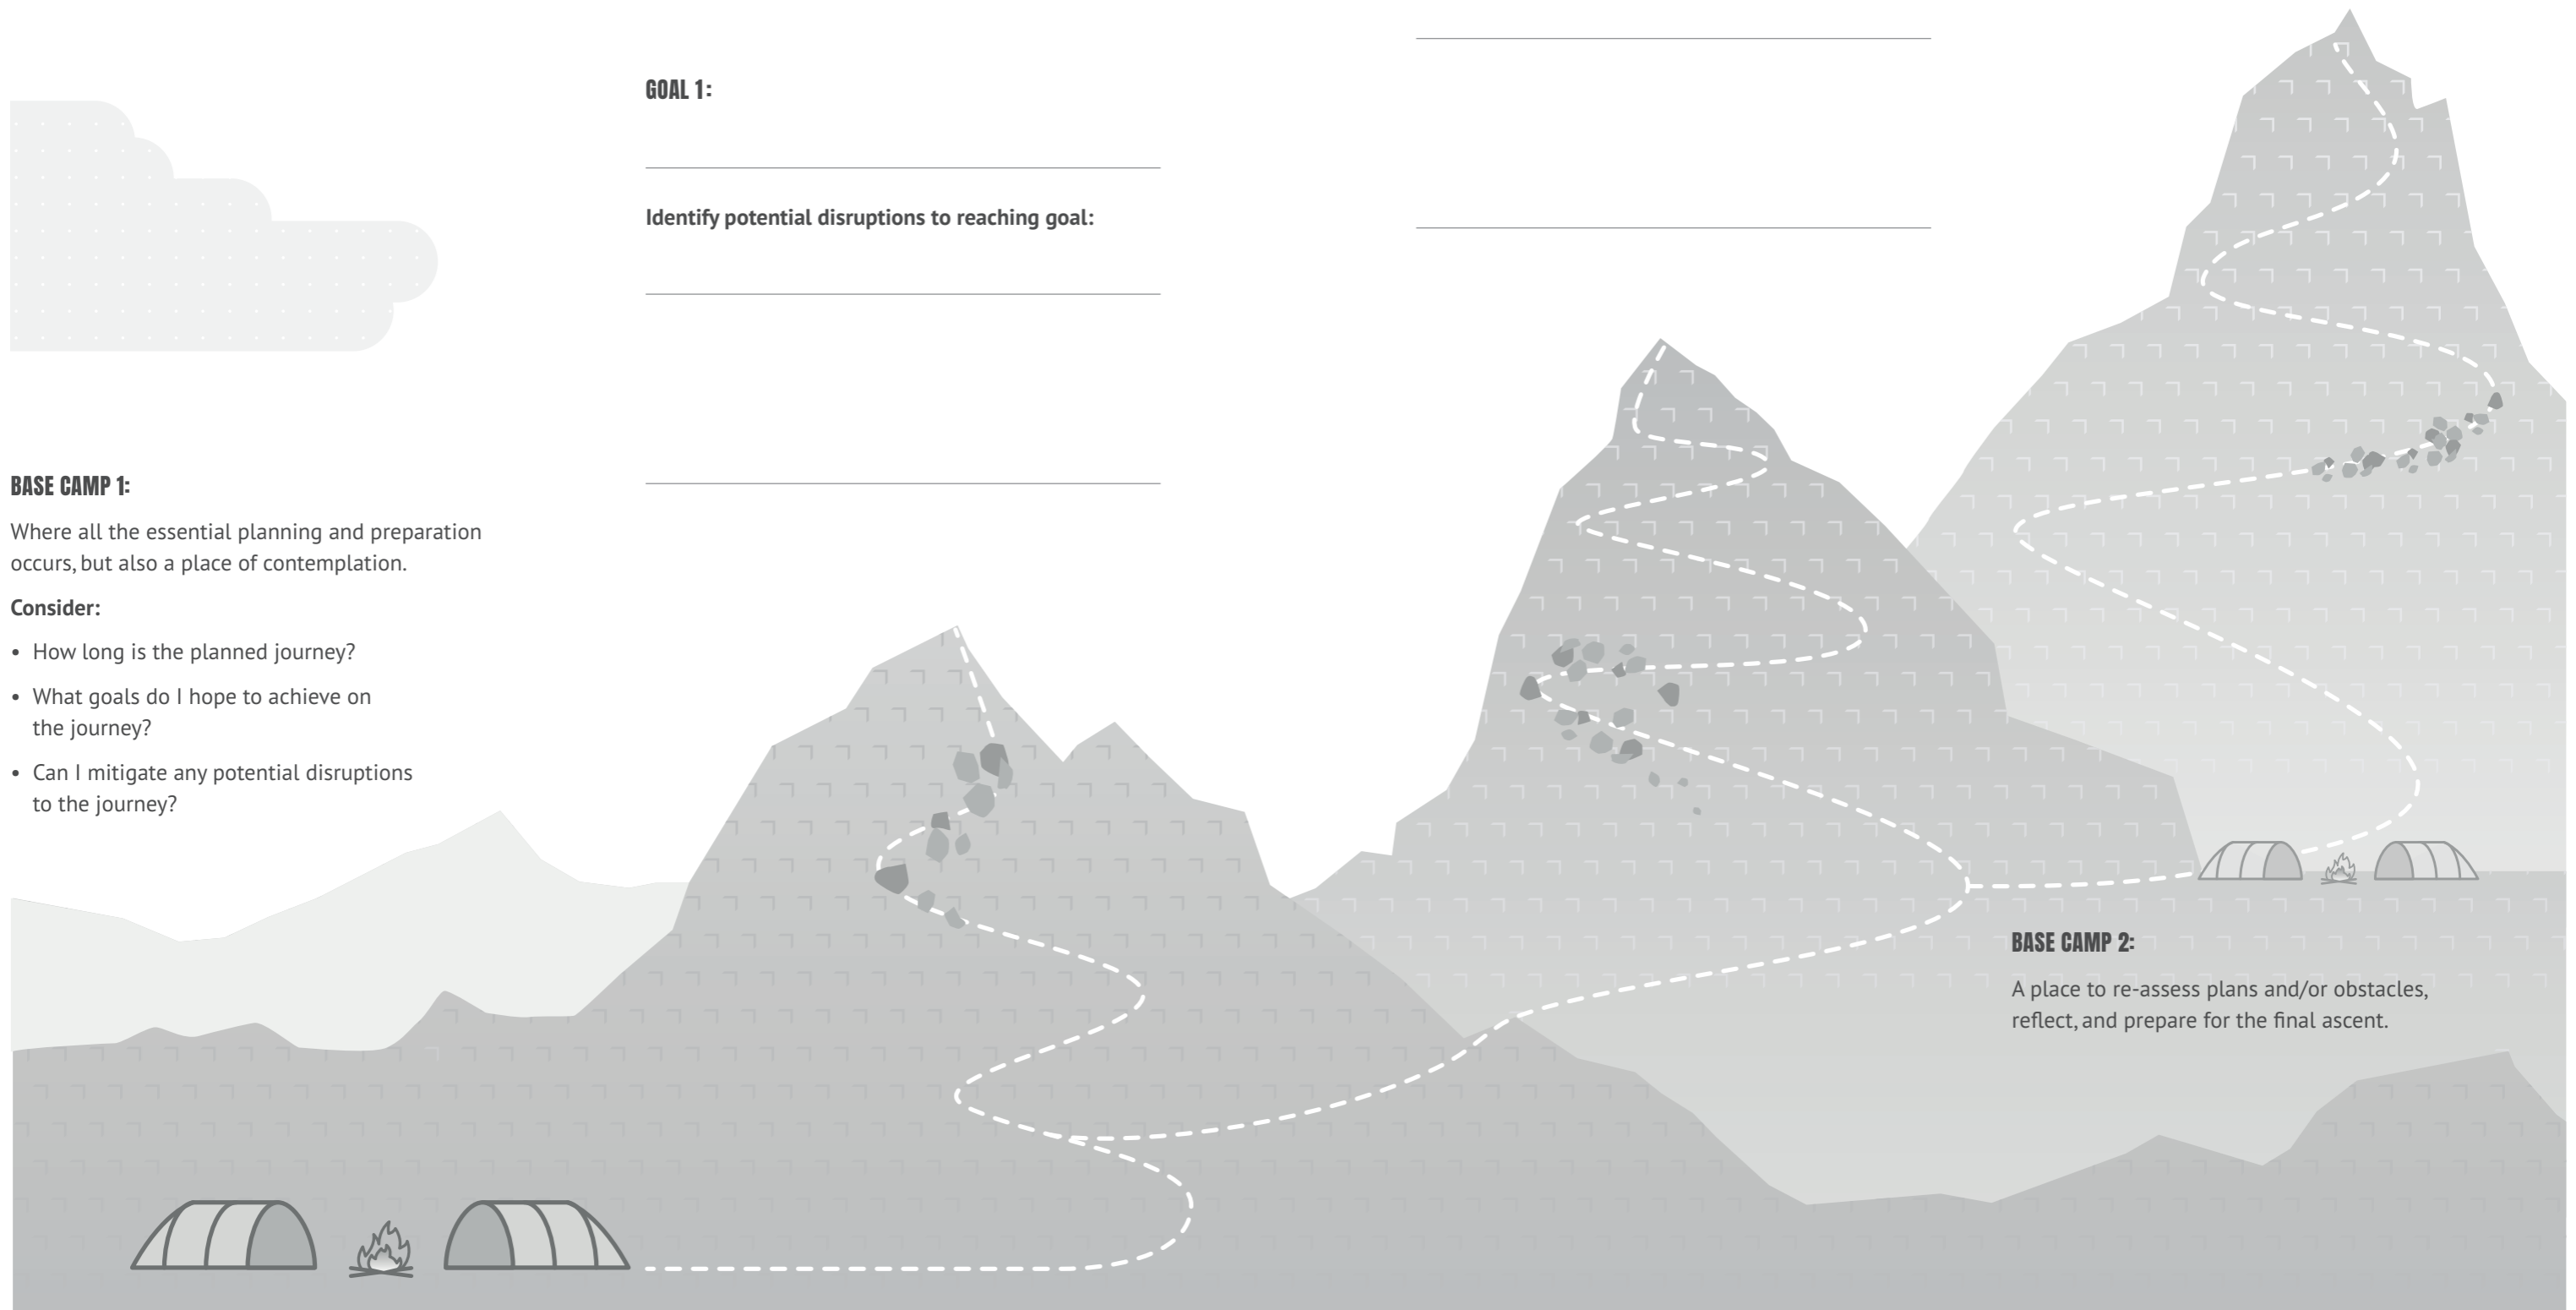 GOAL 1:
Identify potential disruptions to reaching goal:
BASE CAMP 1:
Where all the essential planning and preparation
occurs, but also a place of contemplation.
Consider:
• How long is the planned journey?
• What goals do I hope to achieve on
the journey?
• Can I mitigate any potential disruptions
to the journey?
BASE CAMP 2:
A place to re-assess plans and/or obstacles,
reflect, and prepare for the final ascent.